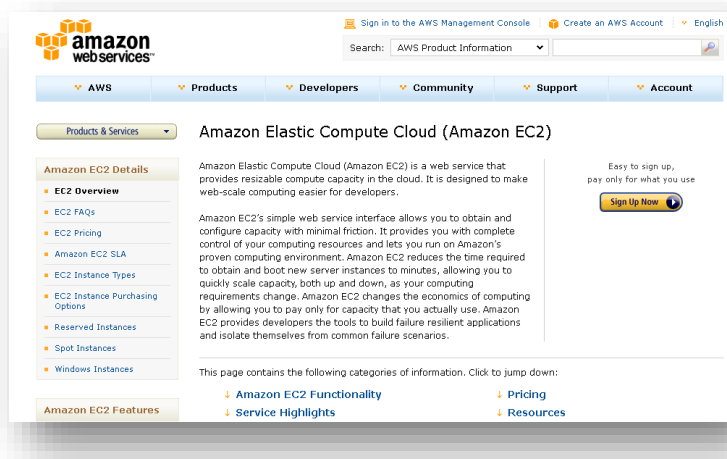 amazon
webservices™
Sign in to the AWS Management Console
Create an AWS Account
English
Search:
AWS Product Information
AWS
Products
Developers
Community
Support
Account
Products & Services
Amazon EC2 Details
EC2 Overview
EC2 FAQs
EC2 Pricing
Amazon EC2 SLA
EC2 Instance Types
EC2 Instance Purchasing
Options
Reserved Instances
Spot Instances
Windows Instances
Amazon EC2 Features
Amazon Elastic Compute Cloud (Amazon EC2)
Amazon Elastic Compute Cloud (Amazon EC2) is a web service that
provides resizable compute capacity in the cloud. It is designed to make
web-scale computing easier for developers.
Amazon EC2's simple web service interface allows you to obtain and
configure capacity with minimal friction. It provides you with complete
control of your computing resources and lets you run on Amazon's
proven computing environment. Amazon EC2 reduces the time required
to obtain and boot new server instances to minutes, allowing you to
quickly scale capacity, both up and down, as your computing
requirements change. Amazon EC2 changes the economics of computing
by allowing you to pay only for capacity that you actually use. Amazon
EC2 provides developers the tools to build failure resilient applications
and isolate themselves from common failure scenarios.
Easy to sign up,
pay only for what you use
Sign Up Now
This page contains the following categories of information. Click to jump down:
↓ Amazon EC2 Functionality
↓ Service Highlights
↓ Pricing
↓ Resources